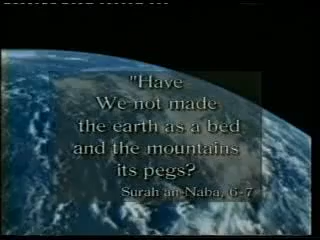 "Have
We not made
the earth as a bed
and the mountains
its pegs?
Surah an-Naba, 6-7